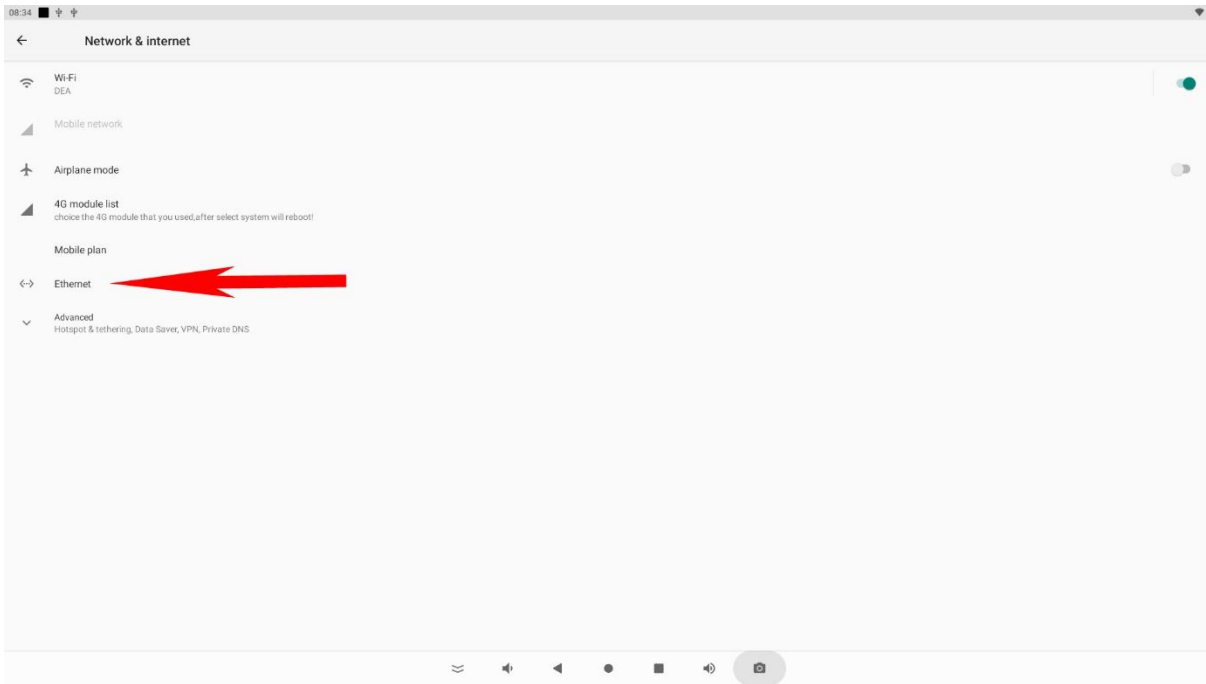 08:34
Network & internet
Wi-Fi
DEA
Mobile network
Airplane mode
4G module list
choice the 4G module that you used,after select system will reboot!
Mobile plan
Ethernet
Advanced
Hotspot & tethering, Data Saver, VPN, Private DNS